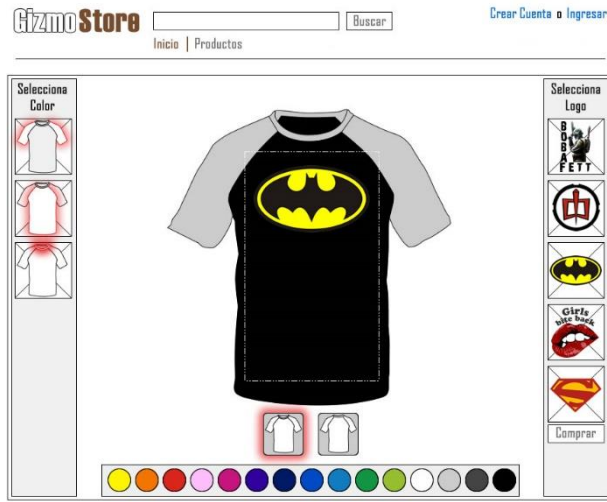 GizmoStore
Buscar
Crear Cuenta o Ingresar
Inicio | Productos
Selecciona
Color
Selecciona
Logo
BOBA
FETT
Girls
bite back
Comprar